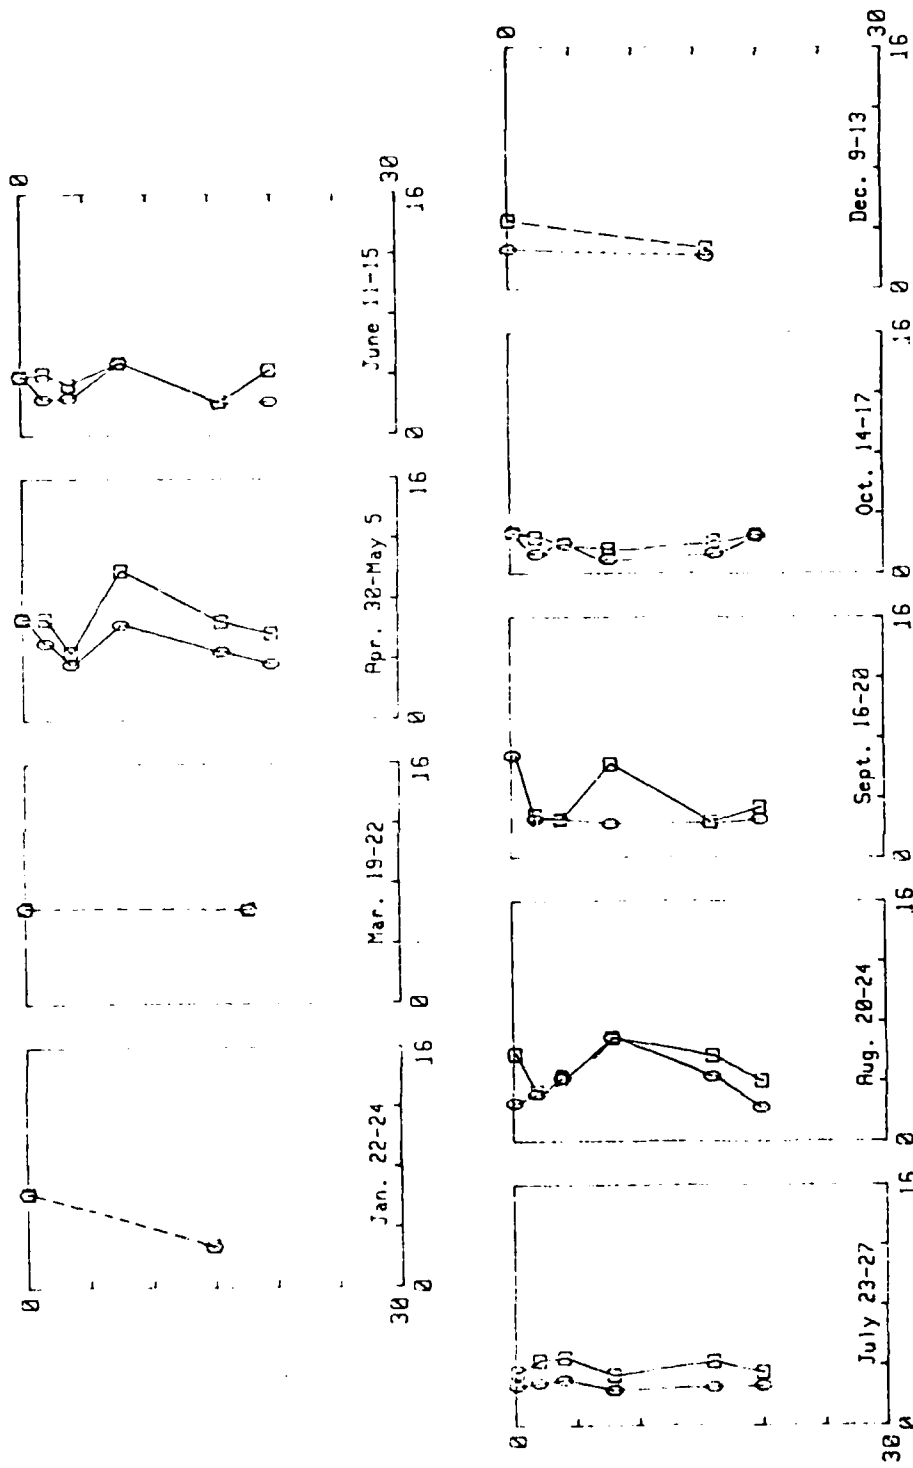 0 0
Jan. 22-24 Mar. 19-22 Apr. 30-May 5 June 11-15
30 30
0 16 0 16 0 16 0 16
0 0
July 23-27 Aug. 20-24 Sept. 16-20 Oct. 14-17 Dec. 9-13
30 30
0 16 0 16 0 16 0 16 0 16